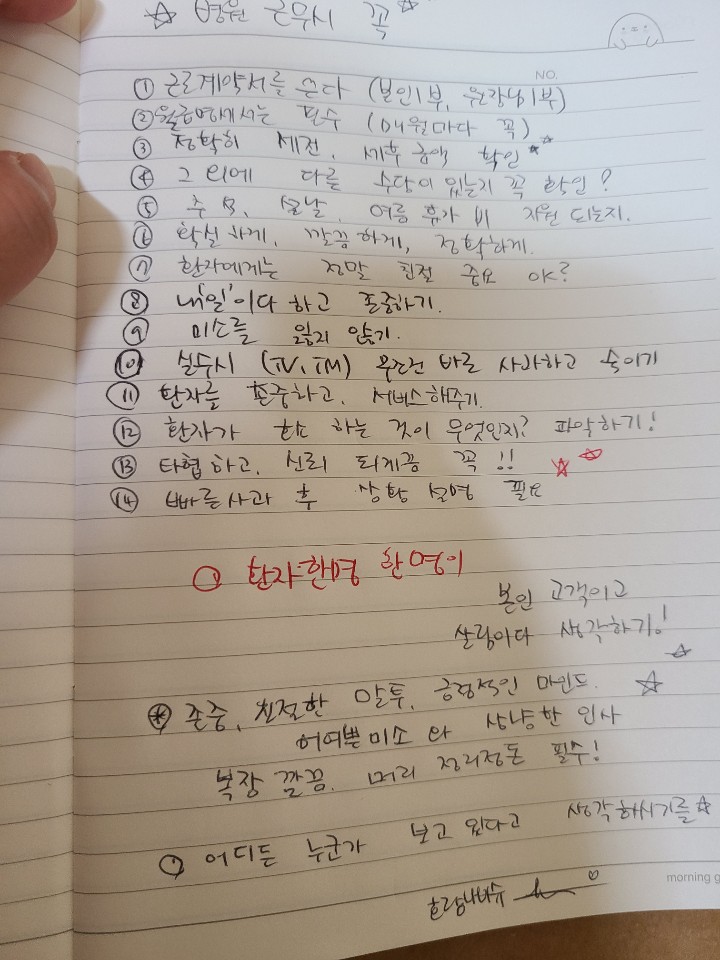 ☆ 병원 근무시 꼭 ☆
NO.
① 근로계약서를 쓴다 (본인1부, 원장님1부)
② 월급명세서는 필수 (매월마다 꼭)
③ 정확히 세전, 세후 금액 확인 ☆☆
④ 그 외에 다른 수당이 있는지 꼭 확인?
⑤ 추석, 설날, 여름 휴가 비 지원 되는지.
⑥ 확실하게, 깔끔하게, 정확하게.
⑦ 환자에게는 정말 친절 중요 OK?
⑧ 내'일'이다 하고 존중하기.
⑨ 미소를 잃지 않기.
⑩ 실수시 (TV, TM) 무조건 바로 사과하고 숙이기
⑪ 환자를 존중하고, 서비스해주기.
⑫ 환자가 원하는 것이 무엇인지? 파악하기!
⑬ 타협하고, 신뢰 되게끔 꼭!! ☆☆
⑭ 빠른사과 후 상황 설명 필요
○ 환자한명 한명이
본인 고객이고
살림이다 생각하기! ☆
존중, 친절한 말투, 긍정적인 마인드. ☆
어여쁜미소 와 상냥한 인사
복장 깔끔. 머리 정리정돈 필수!
○ 어디든 누군가 보고 있다고 생각하시기를☆
morning g